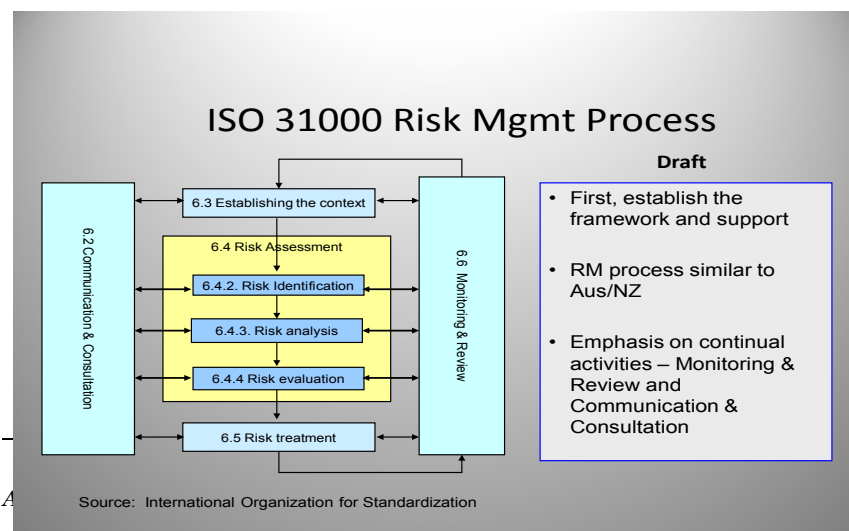 ISO 31000 Risk Mgmt Process
Draft
6.2 Communication & Consultation
6.3 Establishing the context
6.4 Risk Assessment
6.4.2. Risk Identification
6.4.3. Risk analysis
6.4.4 Risk evaluation
6.5 Risk treatment
6.6 Monitoring & Review
• First, establish the
framework and support
• RM process similar to
Aus/NZ
• Emphasis on continual
activities – Monitoring &
Review and
Communication &
Consultation
A
Source: International Organization for Standardization